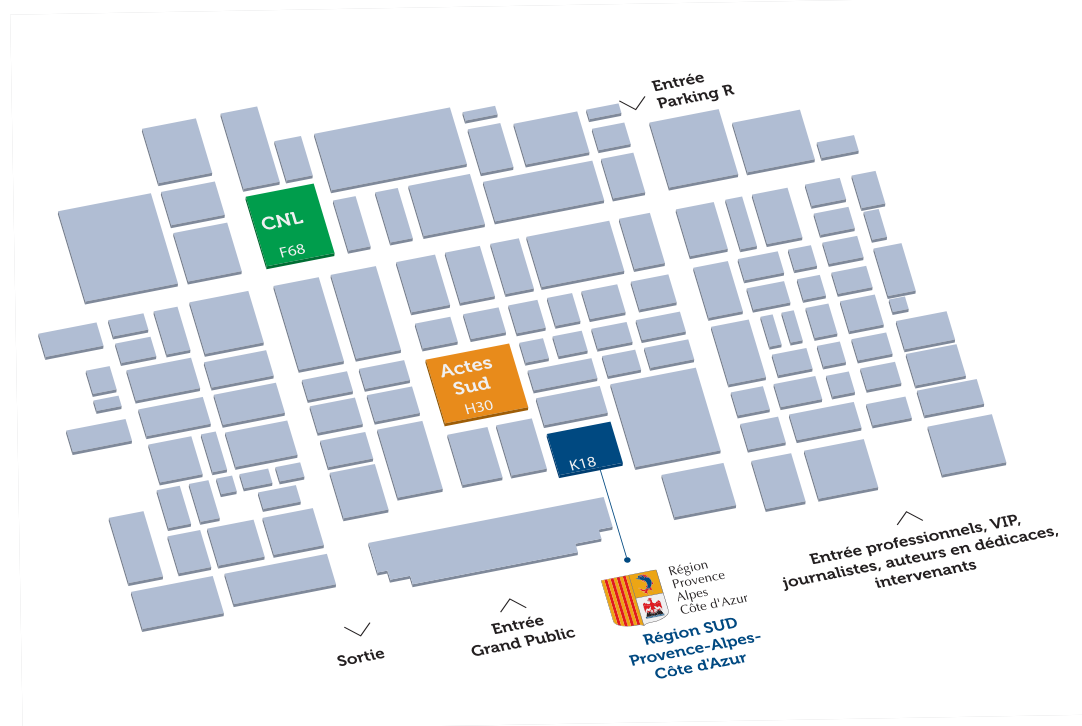 Entrée
Parking R
CNL
F68
Actes
Sud
H30
K18
Entrée professionnels, VIP,
journalistes, auteurs en dédicaces,
intervenants
Région
Provence
Alpes
Côte d'Azur
Entrée
Grand Public
Région SUD
Provence-Alpes-
Côte d'Azur
Sortie